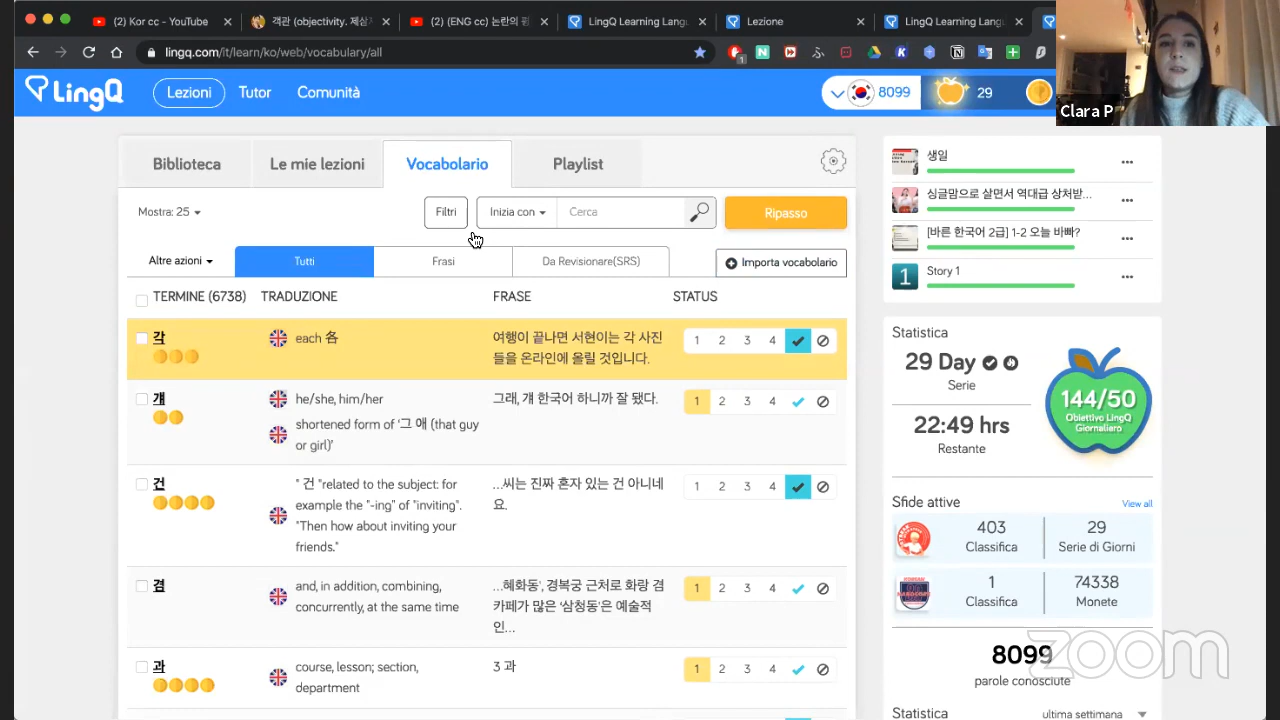 (2) Kor cc - YouTube
客観 (objectivity. 제삼자
(2) (ENG cc) 논란의
LingQ Learning Langu
Lezione
LingQ Learning Langu
lingq.com/it/learn/ko/web/vocabulary/all
LingQ
Lezioni
Tutor
Comunità
8099
29
Clara P
Biblioteca
Le mie lezioni
Vocabolario
Playlist
Mostra: 25
Filtri
Inizia con
Cerca
Ripasso
Altre azioni
Tutti
Frasi
Da Revisionare(SRS)
Importa vocabolario
TERMINE (6738) TRADUZIONE FRASE STATUS
각
each 各
여행이 끝나면 서현이는 각 사진
들을 온라인에 올릴 것입니다.
1 2 3 4
걔
he/she, him/her
shortened form of '그 애 (that guy
or girl)'
그래, 걔 한국어 하니까 잘 됐다.
1 2 3 4
건
" 건 "related to the subject: for
example the "-ing" of "inviting".
"Then how about inviting your
friends."
...씨는 진짜 혼자 있는 건 아니네
요.
1 2 3 4
겸
and, in addition, combining,
concurrently, at the same time
...혜화동', 경복궁 근처로 화랑 겸
카페가 많은 '삼청동'은 예술적
인...
1 2 3 4
과
course, lesson; section,
department
3 과
1 2 3 4
생일
싱글맘으로 살면서 역대급 상처받...
[바른 한국어 2급] 1-2 오늘 바빠?
1
Story 1
Statistica
29 Day
Serie
22:49 hrs
Restante
144/50
Obiettivo LingQ
Giornaliero
Sfide attive
View all
403
Classifica
29
Serie di Giorni
1
Classifica
74338
Monete
8099
parole conosciute
Statistica
ultima settimana
zoom